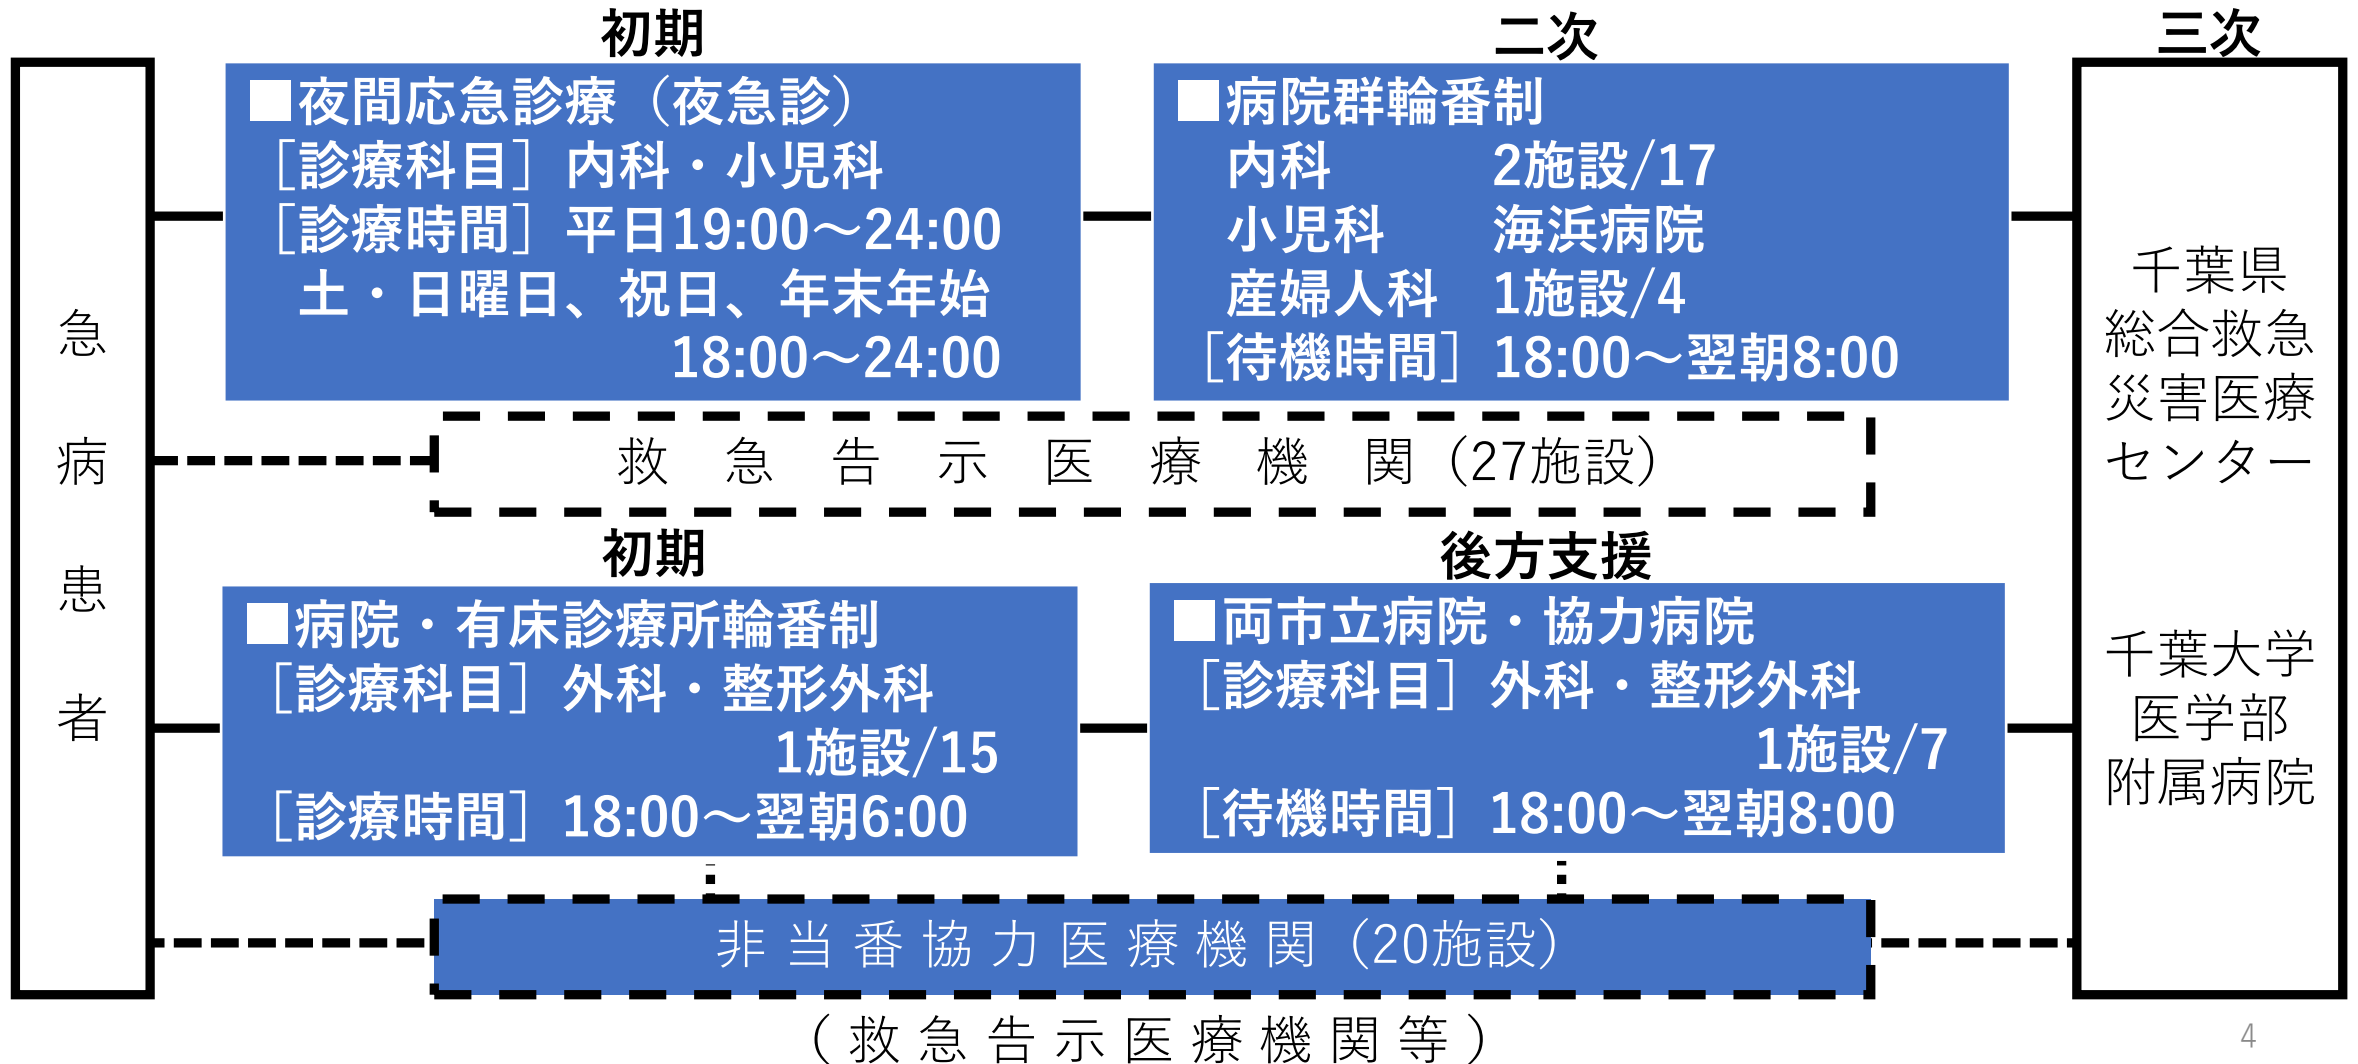 急病患者
初期
■夜間応急診療（夜急診）
［診療科目］内科・小児科
［診療時間］平日19:00～24:00
土・日曜日、祝日、年末年始
18:00～24:00
二次
■病院群輪番制
内科 2施設/17
小児科 海浜病院
産婦人科 1施設/4
［待機時間］18:00～翌朝8:00
救急告示医療機関（27施設）
初期
■病院・有床診療所輪番制
［診療科目］外科・整形外科
1施設/15
［診療時間］18:00～翌朝6:00
後方支援
■両市立病院・協力病院
［診療科目］外科・整形外科
1施設/7
［待機時間］18:00～翌朝8:00
非当番協力医療機関（20施設）
（救急告示医療機関等）
三次
千葉県
総合救急
災害医療
センター
千葉大学
医学部
附属病院
4